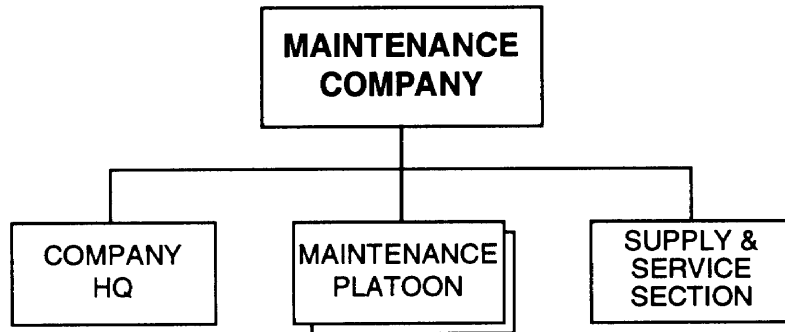 MAINTENANCE
COMPANY
COMPANY
HQ
MAINTENANCE
PLATOON
SUPPLY &
SERVICE
SECTION